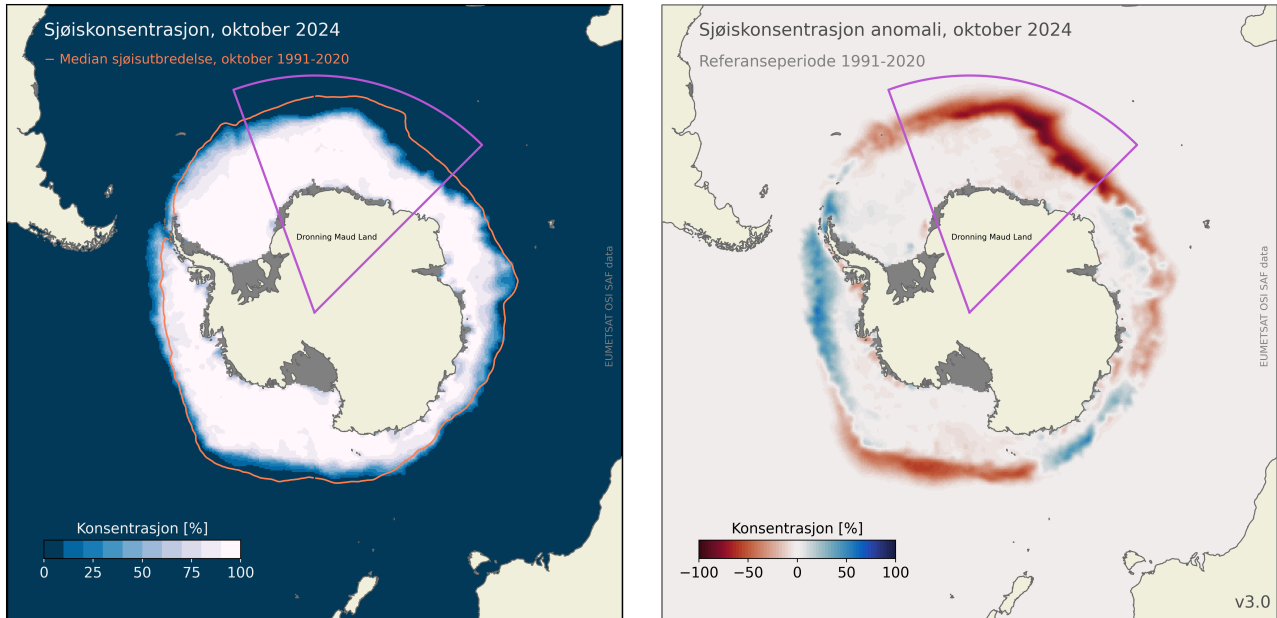 Sjøiskonsentrasjon, oktober 2024
− Median sjøisutbredelse, oktober 1991-2020
Dronning Maud Land
EUMETSAT OSI SAF data
Konsentrasjon [%]
0 25 50 75 100
Sjøiskonsentrasjon anomali, oktober 2024
Referanseperiode 1991-2020
Dronning Maud Land
EUMETSAT OSI SAF data
Konsentrasjon [%]
−100 −50 0 50 100
v3.0